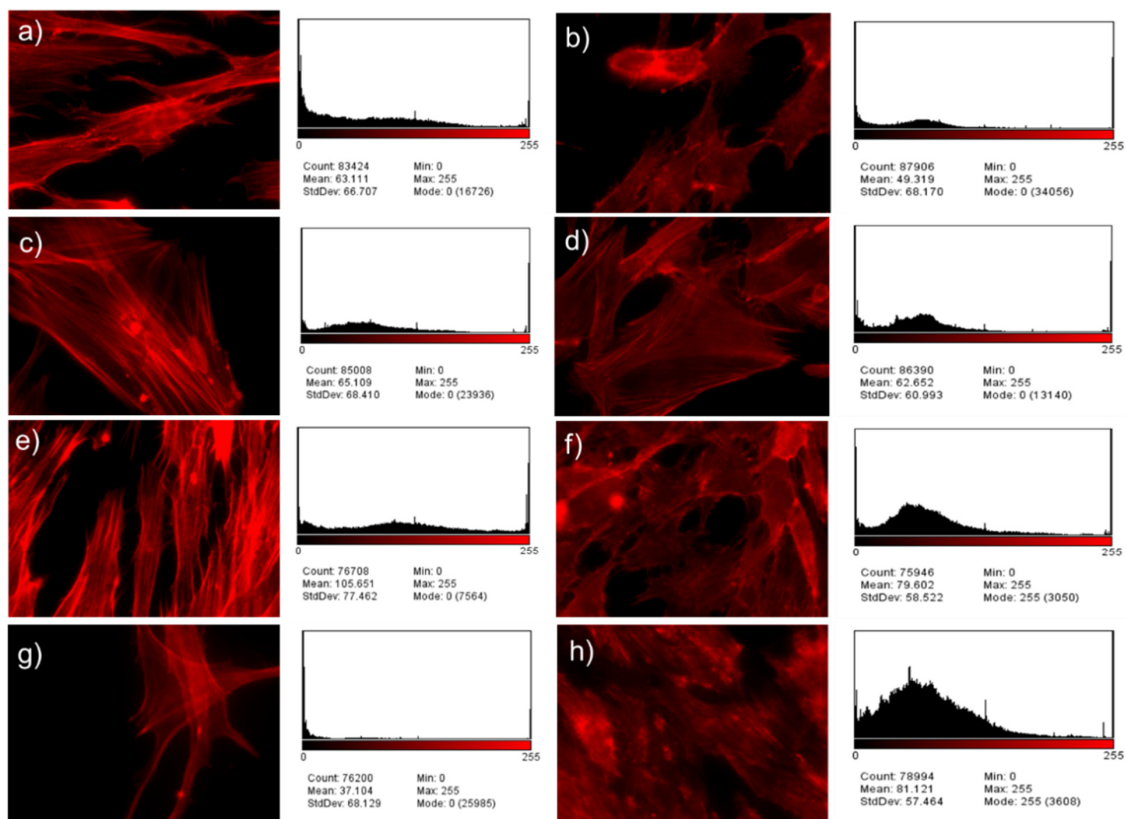 a)
0 255
Count: 83424 Min: 0
Mean: 63.111 Max: 255
StdDev: 66.707 Mode: 0 (16726)
b)
0 255
Count: 87906 Min: 0
Mean: 49.319 Max: 255
StdDev: 68.170 Mode: 0 (34056)
c)
0 255
Count: 85008 Min: 0
Mean: 65.109 Max: 255
StdDev: 68.410 Mode: 0 (23936)
d)
0 255
Count: 86390 Min: 0
Mean: 62.652 Max: 255
StdDev: 60.993 Mode: 0 (13140)
e)
0 255
Count: 76708 Min: 0
Mean: 105.651 Max: 255
StdDev: 77.462 Mode: 0 (7564)
f)
0 255
Count: 75946 Min: 0
Mean: 79.602 Max: 255
StdDev: 58.522 Mode: 255 (3050)
g)
0 255
Count: 76200 Min: 0
Mean: 37.104 Max: 255
StdDev: 68.129 Mode: 0 (25985)
h)
0 255
Count: 78994 Min: 0
Mean: 81.121 Max: 255
StdDev: 57.464 Mode: 255 (3608)